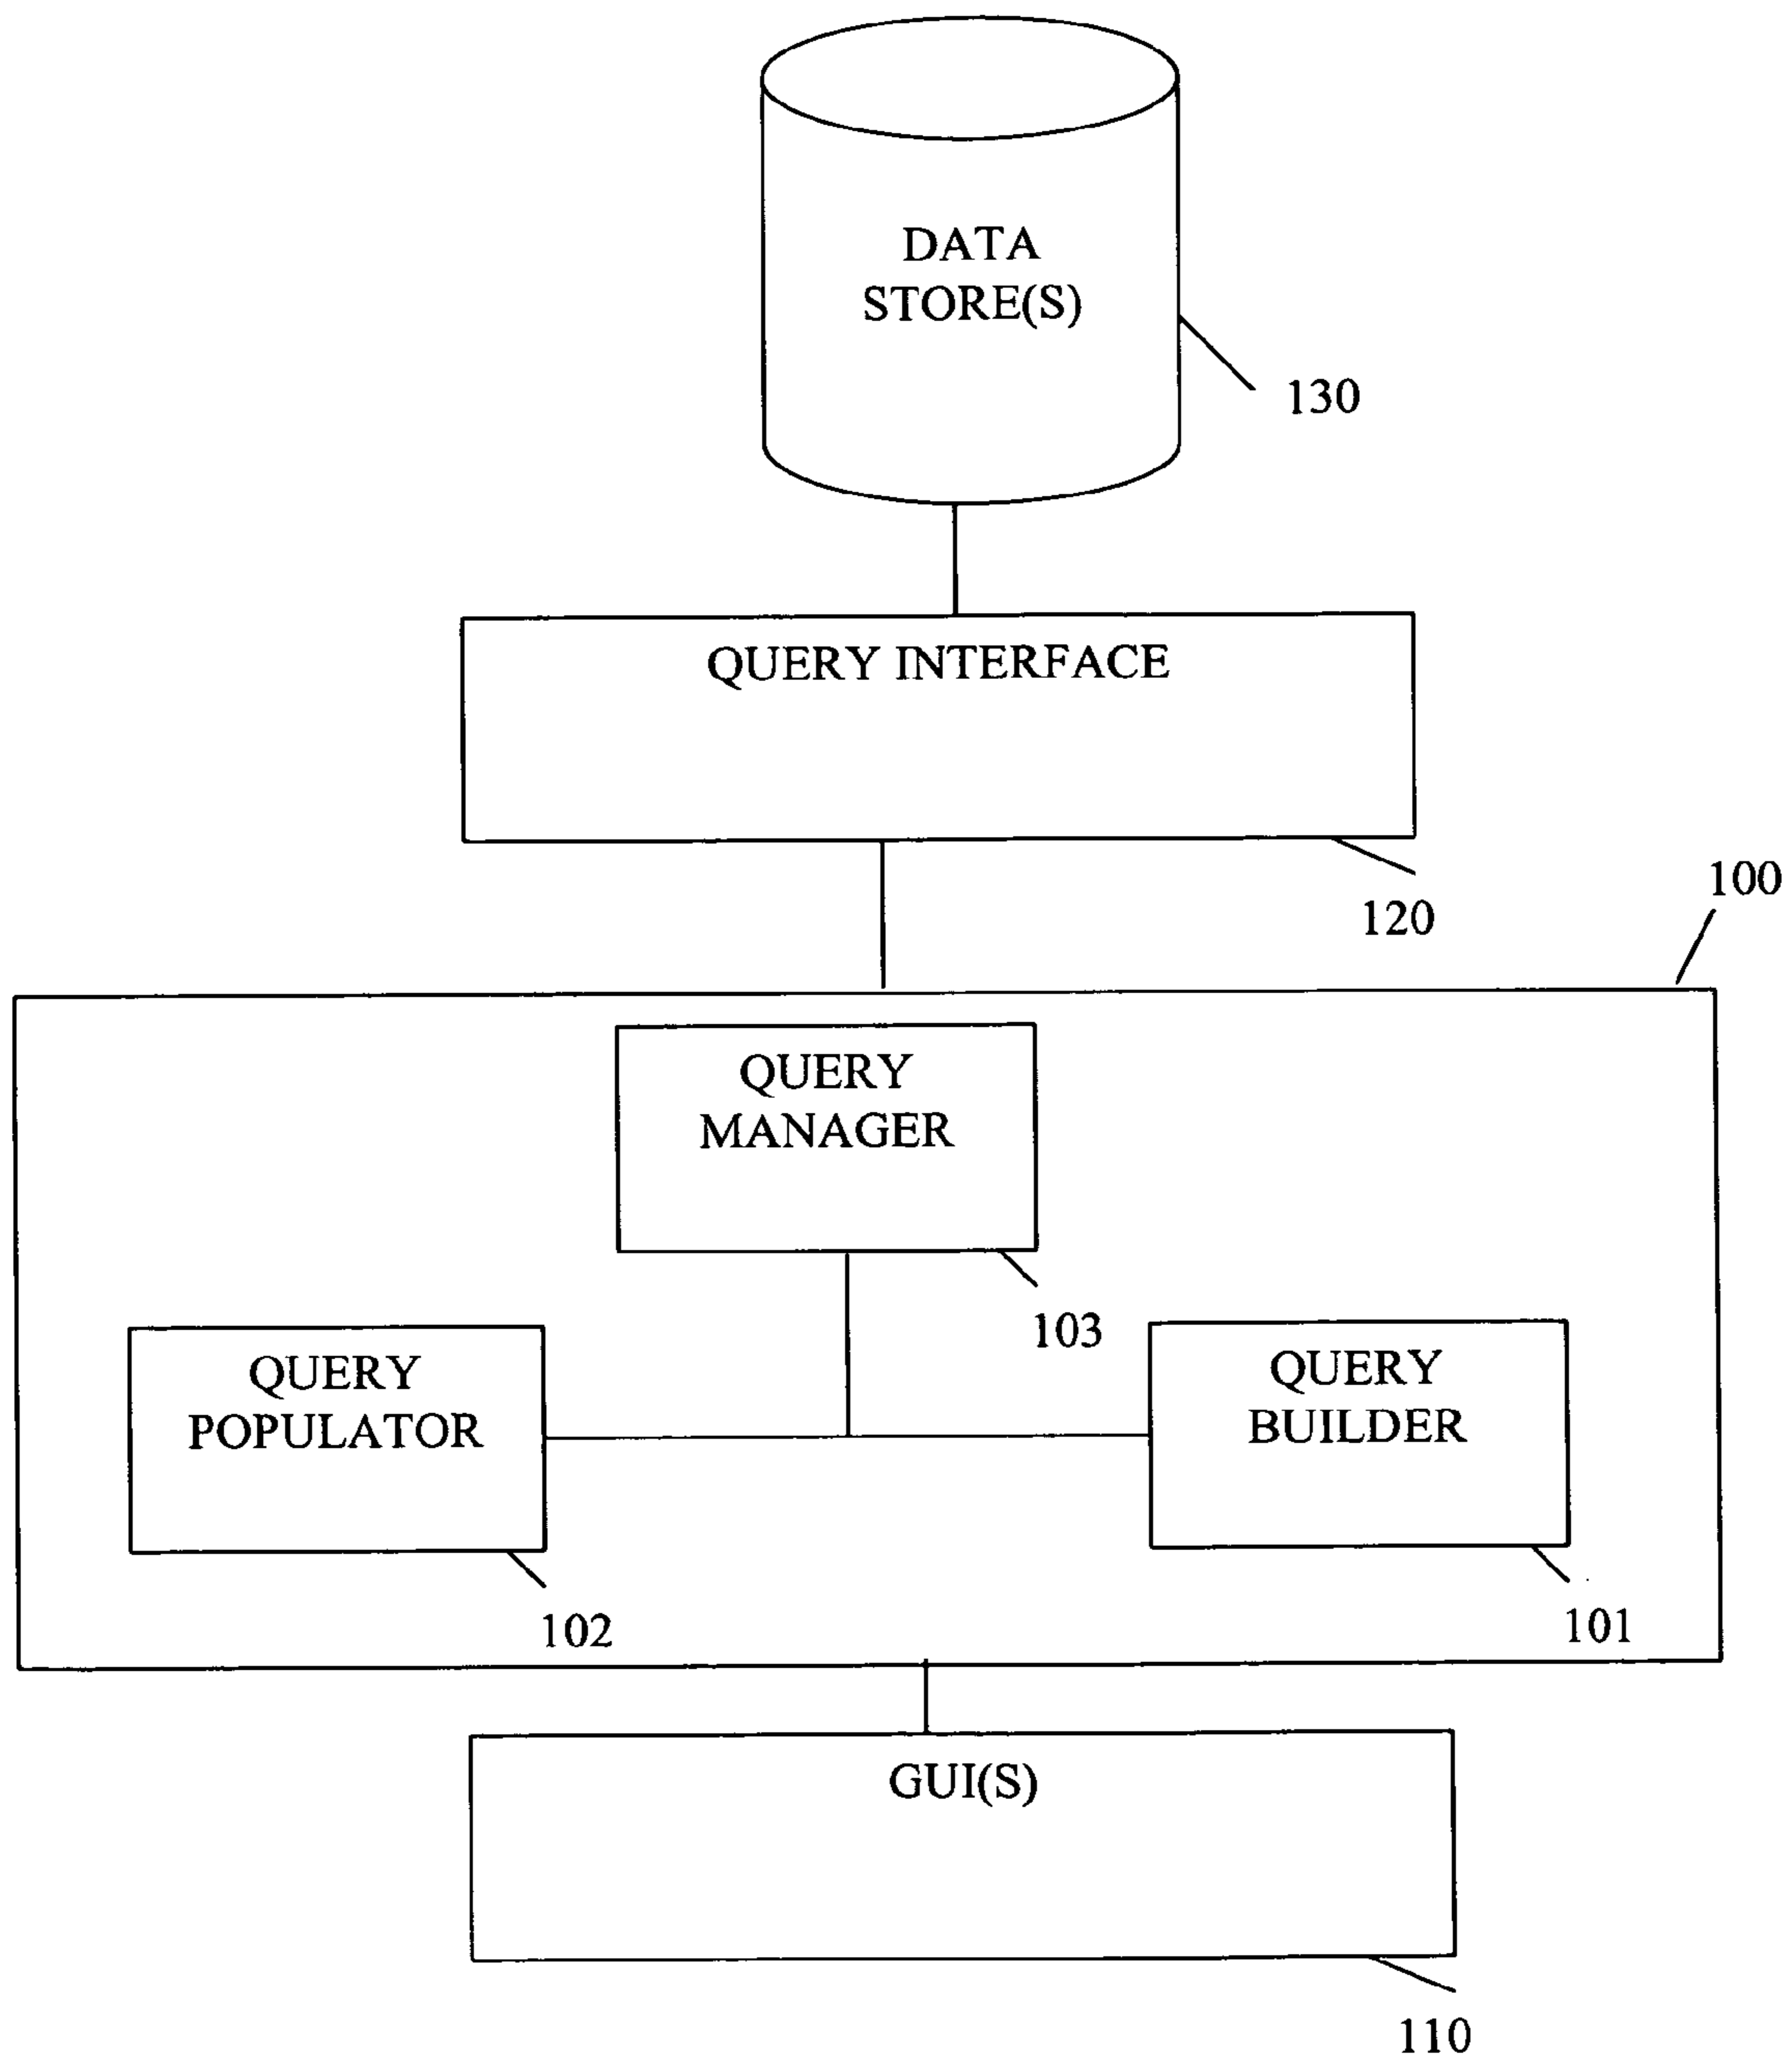 DATA
STORE(S)
130
QUERY INTERFACE
120
100
QUERY
MANAGER
103
QUERY
POPULATOR
102
QUERY
BUILDER
101
GUI(S)
110